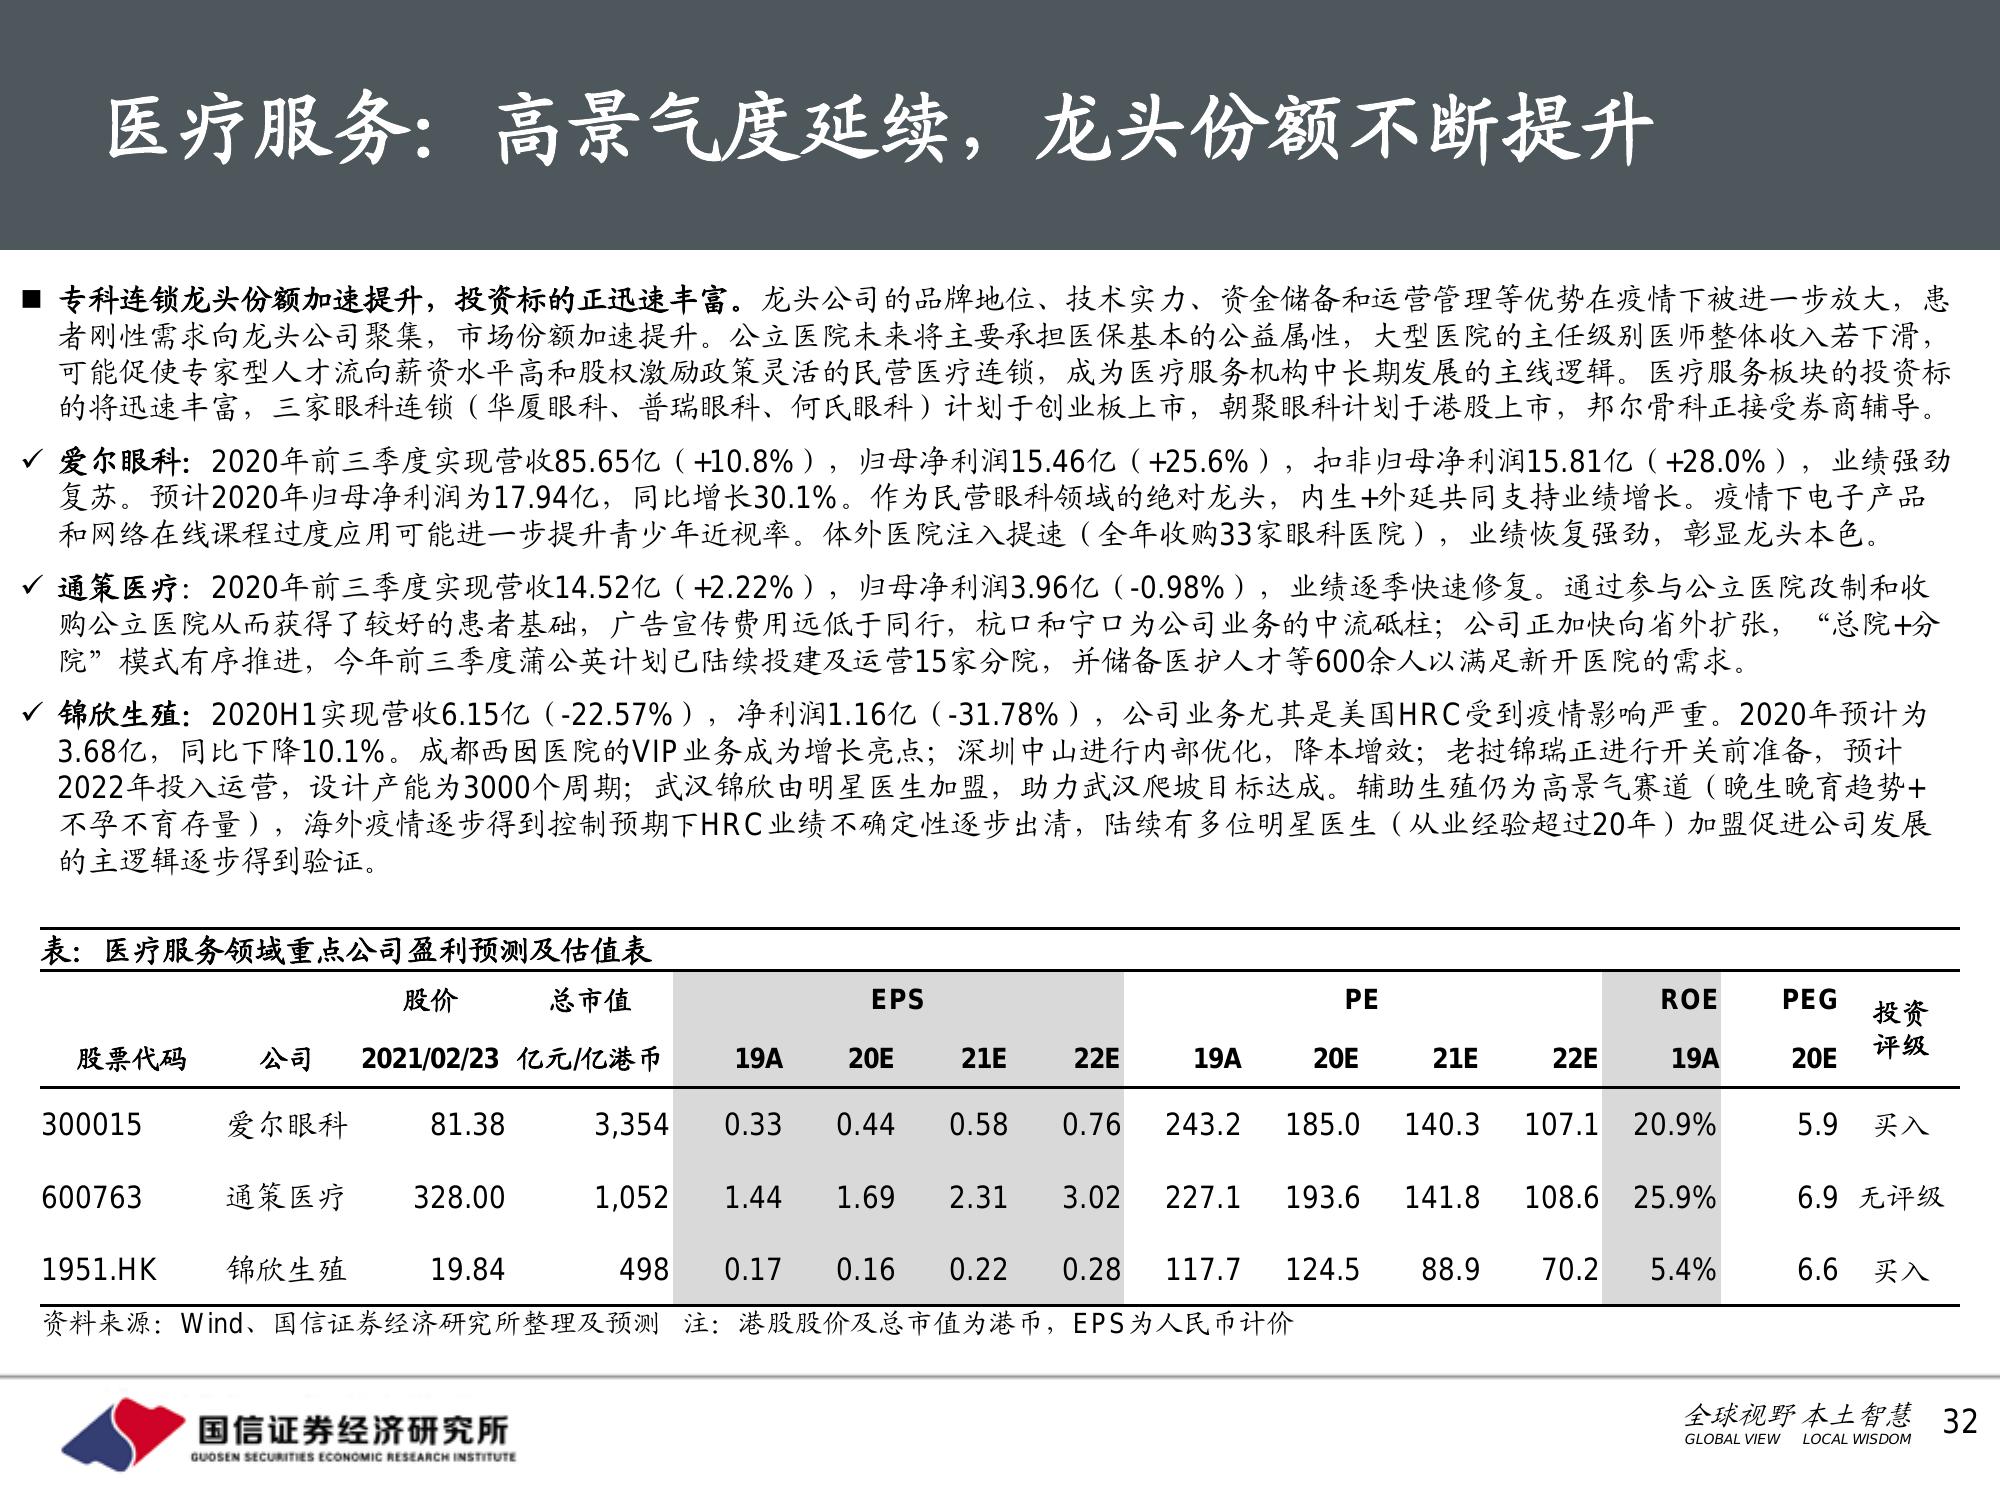 医疗服务：高景气度延续，龙头份额不断提升
■ 专科连锁龙头份额加速提升，投资标的正迅速丰富。龙头公司的品牌地位、技术实力、资金储备和运营管理等优势在疫情下被进一步放大，患
者刚性需求向龙头公司聚集，市场份额加速提升。公立医院未来将主要承担医保基本的公益属性，大型医院的主任级别医师整体收入若下滑，
可能促使专家型人才流向薪资水平高和股权激励政策灵活的民营医疗连锁，成为医疗服务机构中长期发展的主线逻辑。医疗服务板块的投资标
的将迅速丰富，三家眼科连锁（华厦眼科、普瑞眼科、何氏眼科）计划于创业板上市，朝聚眼科计划于港股上市，邦尔骨科正接受券商辅导。
✓ 爱尔眼科：2020年前三季度实现营收85.65亿（+10.8%），归母净利润15.46亿（+25.6%），扣非归母净利润15.81亿（+28.0%），业绩强劲
复苏。预计2020年归母净利润为17.94亿，同比增长30.1%。作为民营眼科领域的绝对龙头，内生+外延共同支持业绩增长。疫情下电子产品
和网络在线课程过度应用可能进一步提升青少年近视率。体外医院注入提速（全年收购33家眼科医院），业绩恢复强劲，彰显龙头本色。
✓ 通策医疗：2020年前三季度实现营收14.52亿（+2.22%），归母净利润3.96亿（-0.98%），业绩逐季快速修复。通过参与公立医院改制和收
购公立医院从而获得了较好的患者基础，广告宣传费用远低于同行，杭口和宁口为公司业务的中流砥柱；公司正加快向省外扩张，“总院+分
院”模式有序推进，今年前三季度蒲公英计划已陆续投建及运营15家分院，并储备医护人才等600余人以满足新开医院的需求。
✓ 锦欣生殖：2020H1实现营收6.15亿（-22.57%），净利润1.16亿（-31.78%），公司业务尤其是美国HRC受到疫情影响严重。2020年预计为
3.68亿，同比下降10.1%。成都西囡医院的VIP业务成为增长亮点；深圳中山进行内部优化，降本增效；老挝锦瑞正进行开关前准备，预计
2022年投入运营，设计产能为3000个周期；武汉锦欣由明星医生加盟，助力武汉爬坡目标达成。辅助生殖仍为高景气赛道（晚生晚育趋势+
不孕不育存量），海外疫情逐步得到控制预期下HRC业绩不确定性逐步出清，陆续有多位明星医生（从业经验超过20年）加盟促进公司发展
的主逻辑逐步得到验证。
表：医疗服务领域重点公司盈利预测及估值表
股价 总市值 EPS PE ROE PEG 投资
股票代码 公司 2021/02/23 亿元/亿港币 19A 20E 21E 22E 19A 20E 21E 22E 19A 20E 评级
300015 爱尔眼科 81.38 3,354 0.33 0.44 0.58 0.76 243.2 185.0 140.3 107.1 20.9% 5.9 买入
600763 通策医疗 328.00 1,052 1.44 1.69 2.31 3.02 227.1 193.6 141.8 108.6 25.9% 6.9 无评级
1951.HK 锦欣生殖 19.84 498 0.17 0.16 0.22 0.28 117.7 124.5 88.9 70.2 5.4% 6.6 买入
资料来源：Wind、国信证券经济研究所整理及预测 注：港股股价及总市值为港币，EPS为人民币计价
国信证券经济研究所
GUOSEN SECURITIES ECONOMIC RESEARCH INSTITUTE
全球视野 本土智慧
GLOBAL VIEW LOCAL WISDOM
32